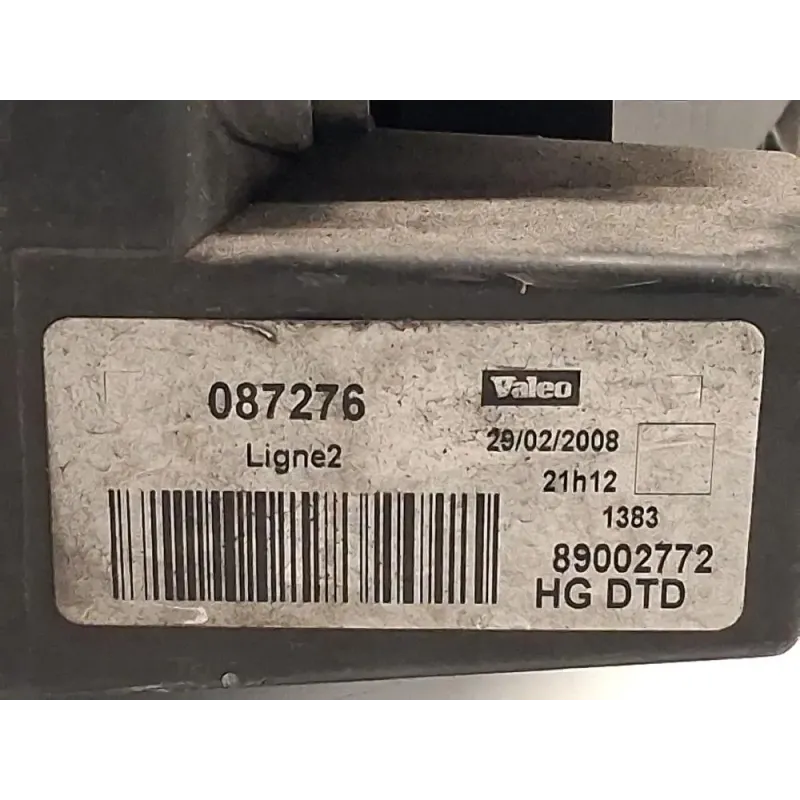 087276
Valeo
Ligne2
29/02/2008
21h12
1383
89002772
HG DTD